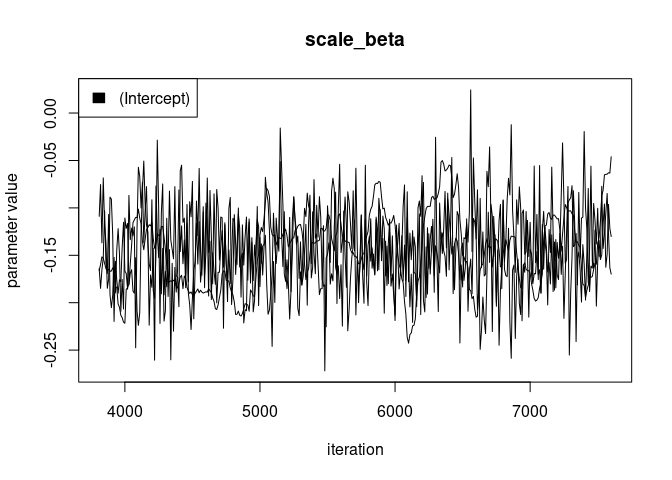 scale_beta
(Intercept)
0.00
-0.05
-0.15
-0.25
parameter value
4000 5000 6000 7000
iteration